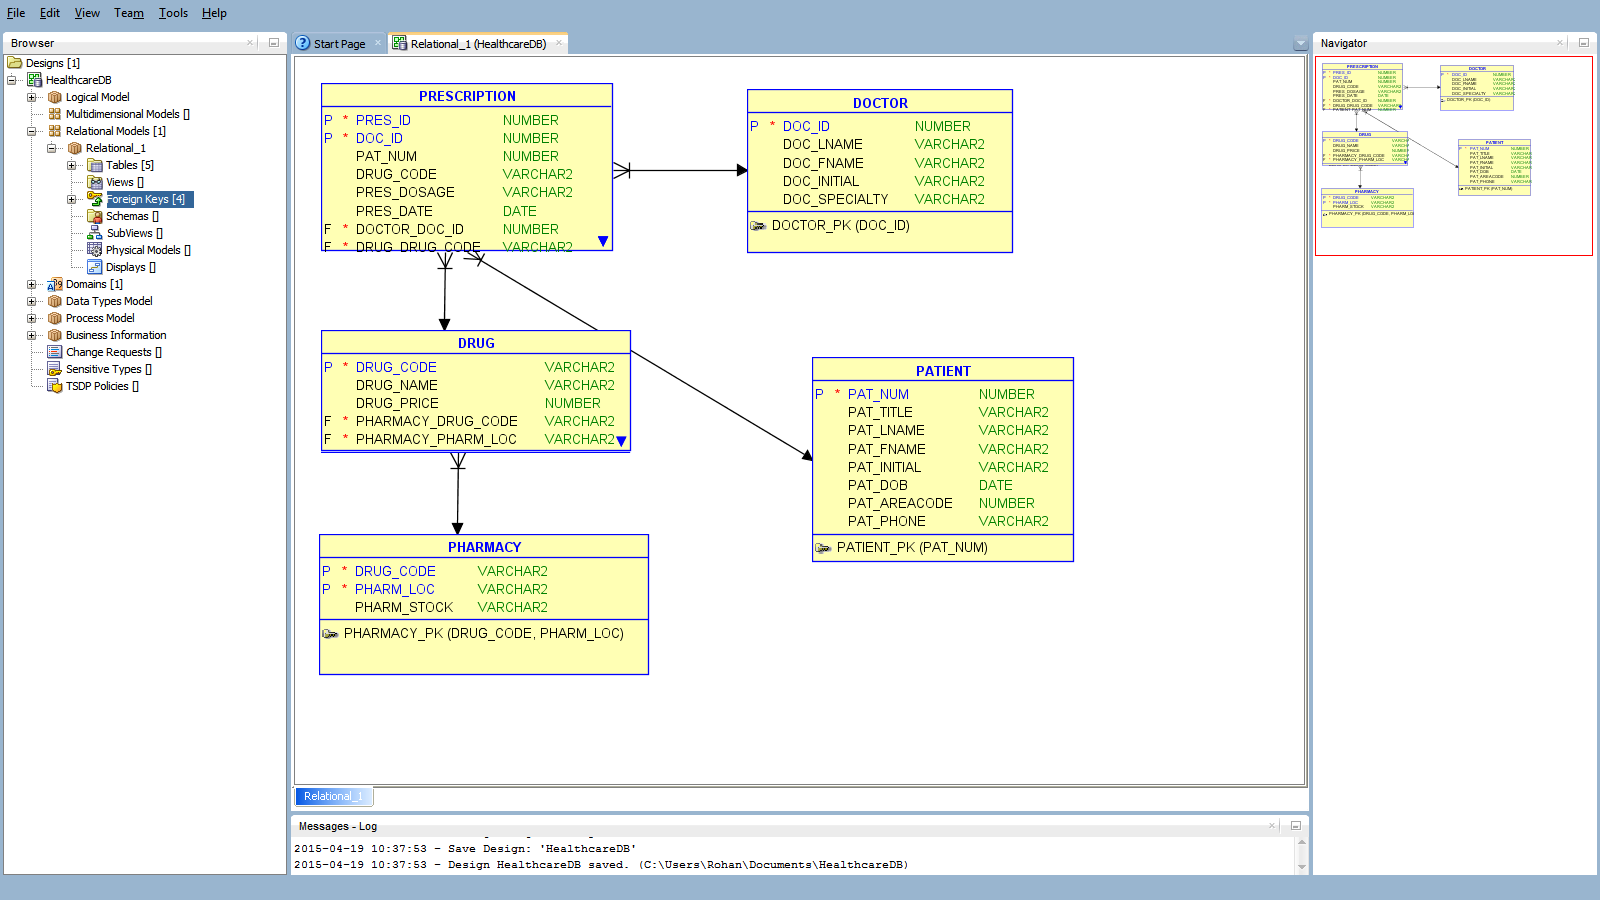 File Edit View Team Tools Help
Browser
Designs [1]
HealthcareDB
Logical Model
Multidimensional Models []
Relational Models [1]
Relational_1
Tables [5]
Views []
Foreign Keys [4]
Schemas []
SubViews []
Physical Models []
Displays []
Domains [1]
Data Types Model
Process Model
Business Information
Change Requests []
Sensitive Types []
TSDP Policies []
Start Page
Relational_1 (HealthcareDB)
PRESCRIPTION
P * PRES_ID NUMBER
P * DOC_ID NUMBER
PAT_NUM NUMBER
DRUG_CODE VARCHAR2
PRES_DOSAGE VARCHAR2
PRES_DATE DATE
F * DOCTOR_DOC_ID NUMBER
F * DRUG_DRUG_CODE VARCHAR2
DOCTOR
P * DOC_ID NUMBER
DOC_LNAME VARCHAR2
DOC_FNAME VARCHAR2
DOC_INITIAL VARCHAR2
DOC_SPECIALTY VARCHAR2
DOCTOR_PK (DOC_ID)
DRUG
P * DRUG_CODE VARCHAR2
DRUG_NAME VARCHAR2
DRUG_PRICE NUMBER
F * PHARMACY_DRUG_CODE VARCHAR2
F * PHARMACY_PHARM_LOC VARCHAR2
PATIENT
P * PAT_NUM NUMBER
PAT_TITLE VARCHAR2
PAT_LNAME VARCHAR2
PAT_FNAME VARCHAR2
PAT_INITIAL VARCHAR2
PAT_DOB DATE
PAT_AREACODE NUMBER
PAT_PHONE VARCHAR2
PATIENT_PK (PAT_NUM)
PHARMACY
P * DRUG_CODE VARCHAR2
P * PHARM_LOC VARCHAR2
PHARM_STOCK VARCHAR2
PHARMACY_PK (DRUG_CODE, PHARM_LOC)
Relational_1
Messages - Log
2015-04-19 10:37:53 - Save Design: 'HealthcareDB'
2015-04-19 10:37:53 - Design HealthcareDB saved. (C:\Users\Rohan\Documents\HealthcareDB)
Navigator
PRESCRIPTION
DOCTOR
DRUG
PATIENT
PHARMACY